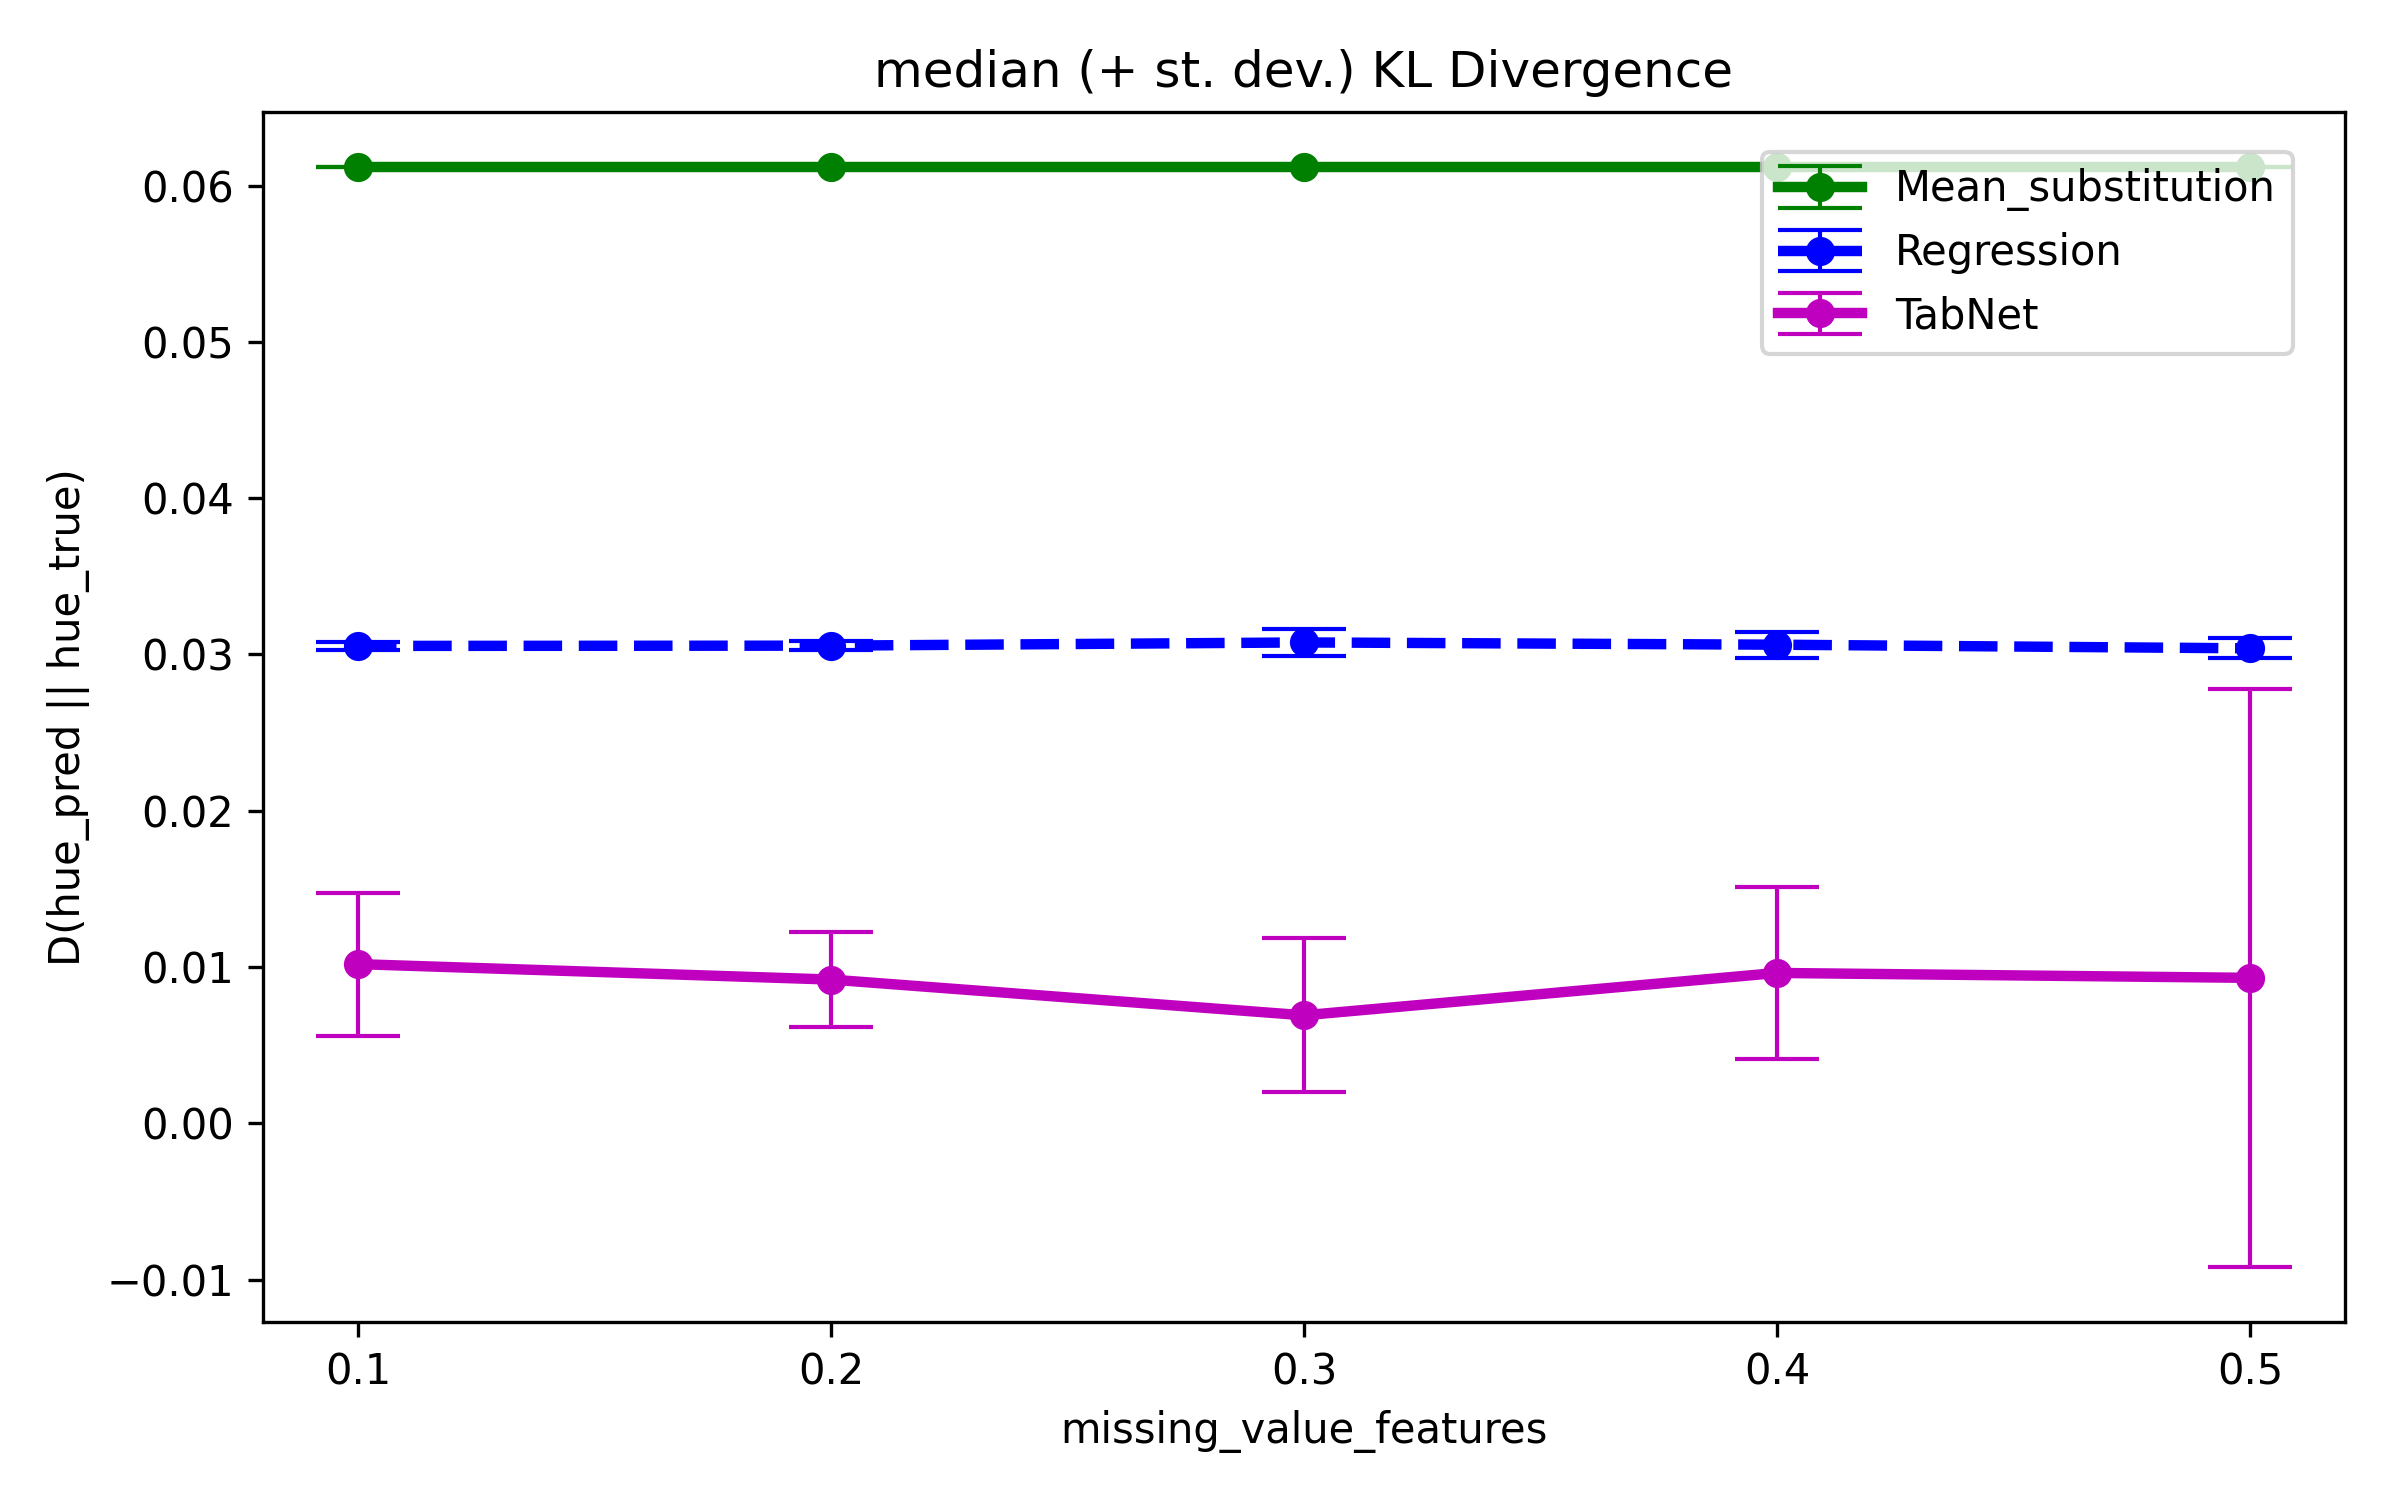 median (+ st. dev.) KL Divergence
D(hue_pred || hue_true)
0.06
0.05
0.04
0.03
0.02
0.01
0.00
−0.01
Mean_substitution
Regression
TabNet
0.1 0.2 0.3 0.4 0.5
missing_value_features